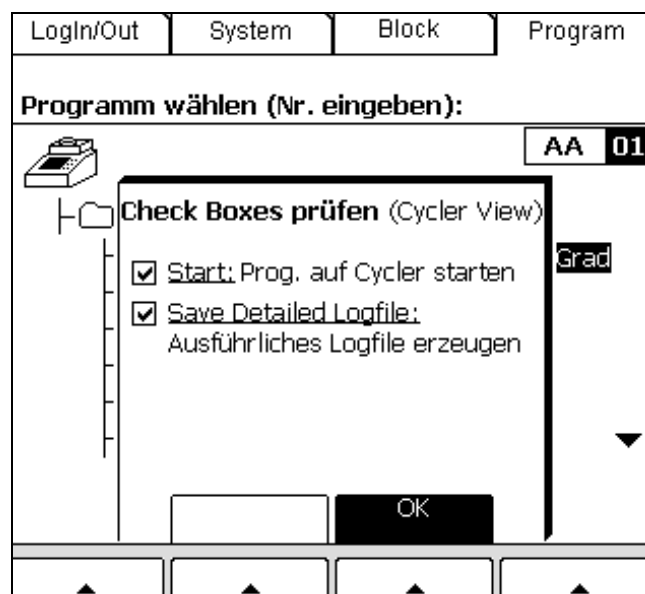 LogIn/Out System Block Program
Programm wählen (Nr. eingeben):
AA 01
Check Boxes prüfen (Cycler View)
Grad
Start: Prog. auf Cycler starten
Save Detailed Logfile:
Ausführliches Logfile erzeugen
OK